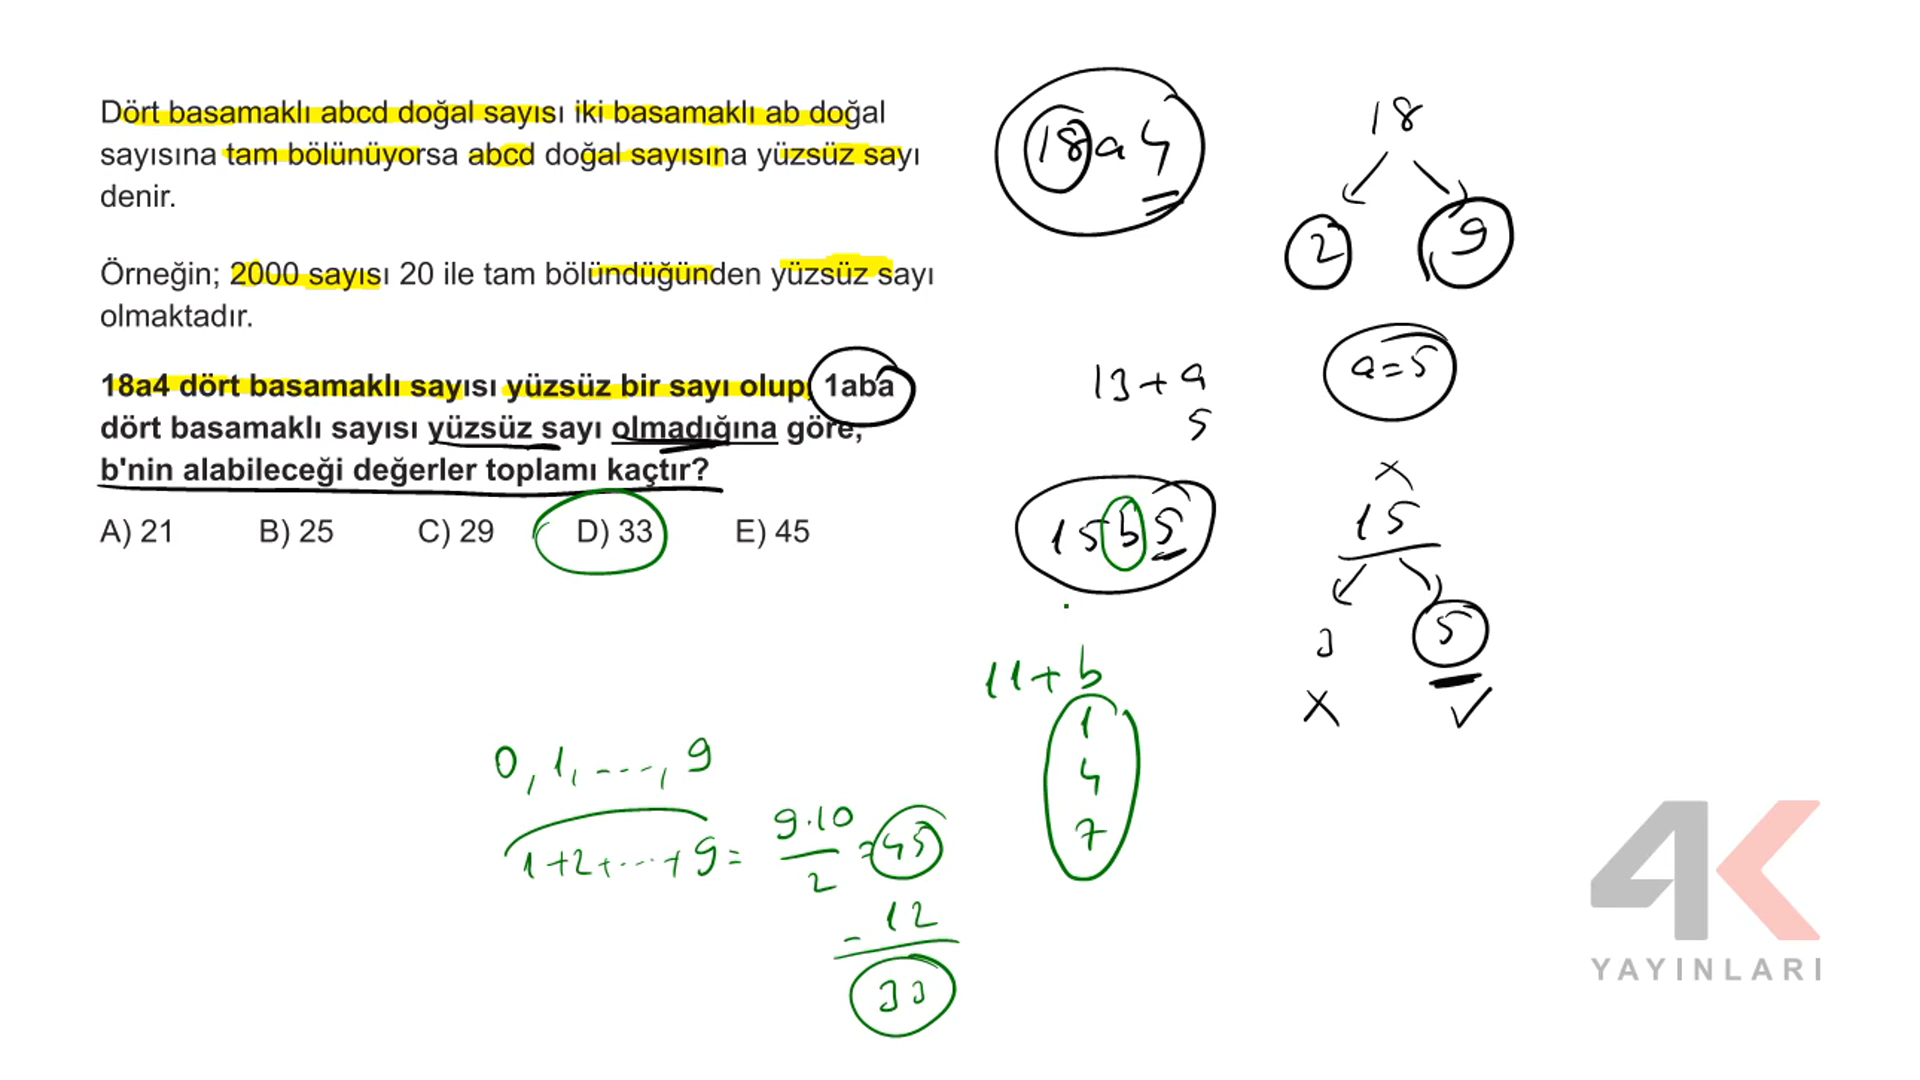 Dört basamaklı abcd doğal sayısı iki basamaklı ab doğal
sayısına tam bölünüyorsa abcd doğal sayısına yüzsüz sayı
denir.
Örneğin; 2000 sayısı 20 ile tam bölündüğünden yüzsüz sayı
olmaktadır.
18a4 dört basamaklı sayısı yüzsüz bir sayı olup, 1aba
dört basamaklı sayısı yüzsüz sayı olmadığına göre,
b'nin alabileceği değerler toplamı kaçtır?
A) 21 B) 25 C) 29 D) 33 E) 45
18a4
18
2 9
13+a
5
a=5
15b5
x
15
3 5
x ✓
11+b
1
4
7
0, 1, ----, 9
1+2+...+9 = 9.10 / 2 = 45
- 12
33
4K
YAYINLARI